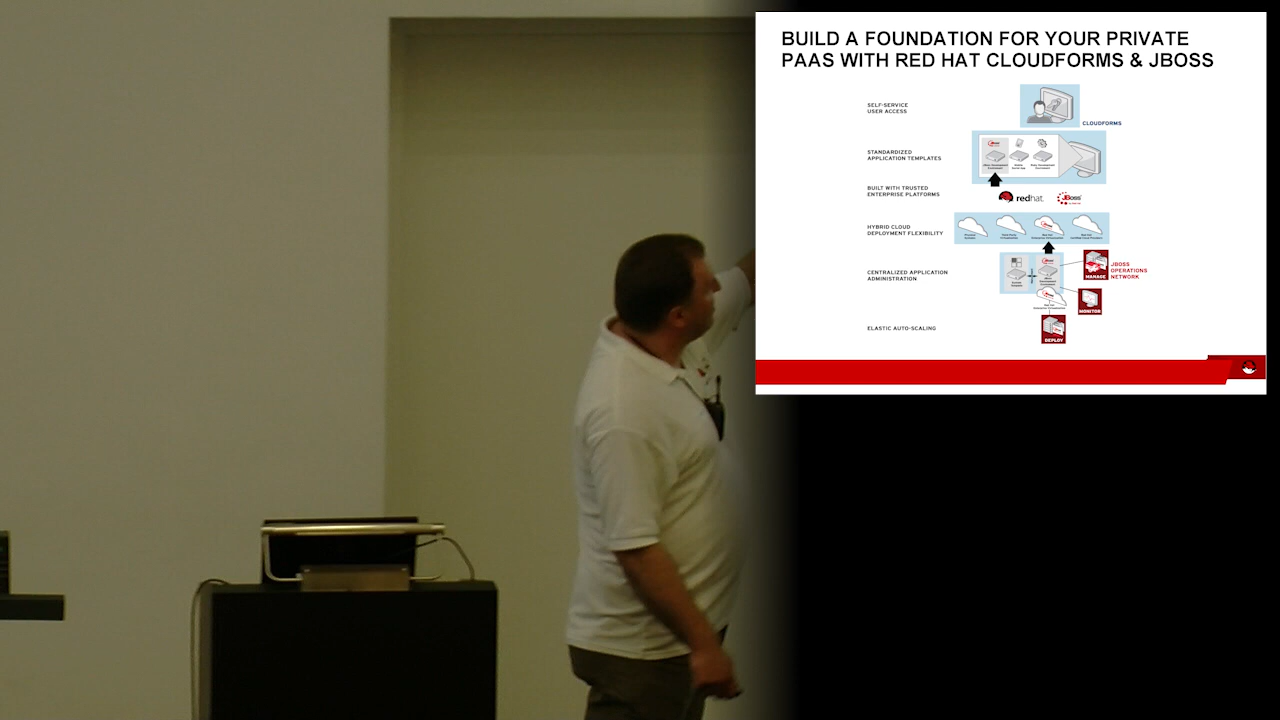 BUILD A FOUNDATION FOR YOUR PRIVATE
PAAS WITH RED HAT CLOUDFORMS & JBOSS
SELF-SERVICE
USER ACCESS
CLOUDFORMS
STANDARDIZED
APPLICATION TEMPLATES
BUILT WITH TRUSTED
ENTERPRISE PLATFORMS
redhat.
JBoss
HYBRID CLOUD
DEPLOYMENT FLEXIBILITY
CENTRALIZED APPLICATION
ADMINISTRATION
MANAGE
JBOSS
OPERATIONS
NETWORK
MONITOR
ELASTIC AUTO-SCALING
DEPLOY